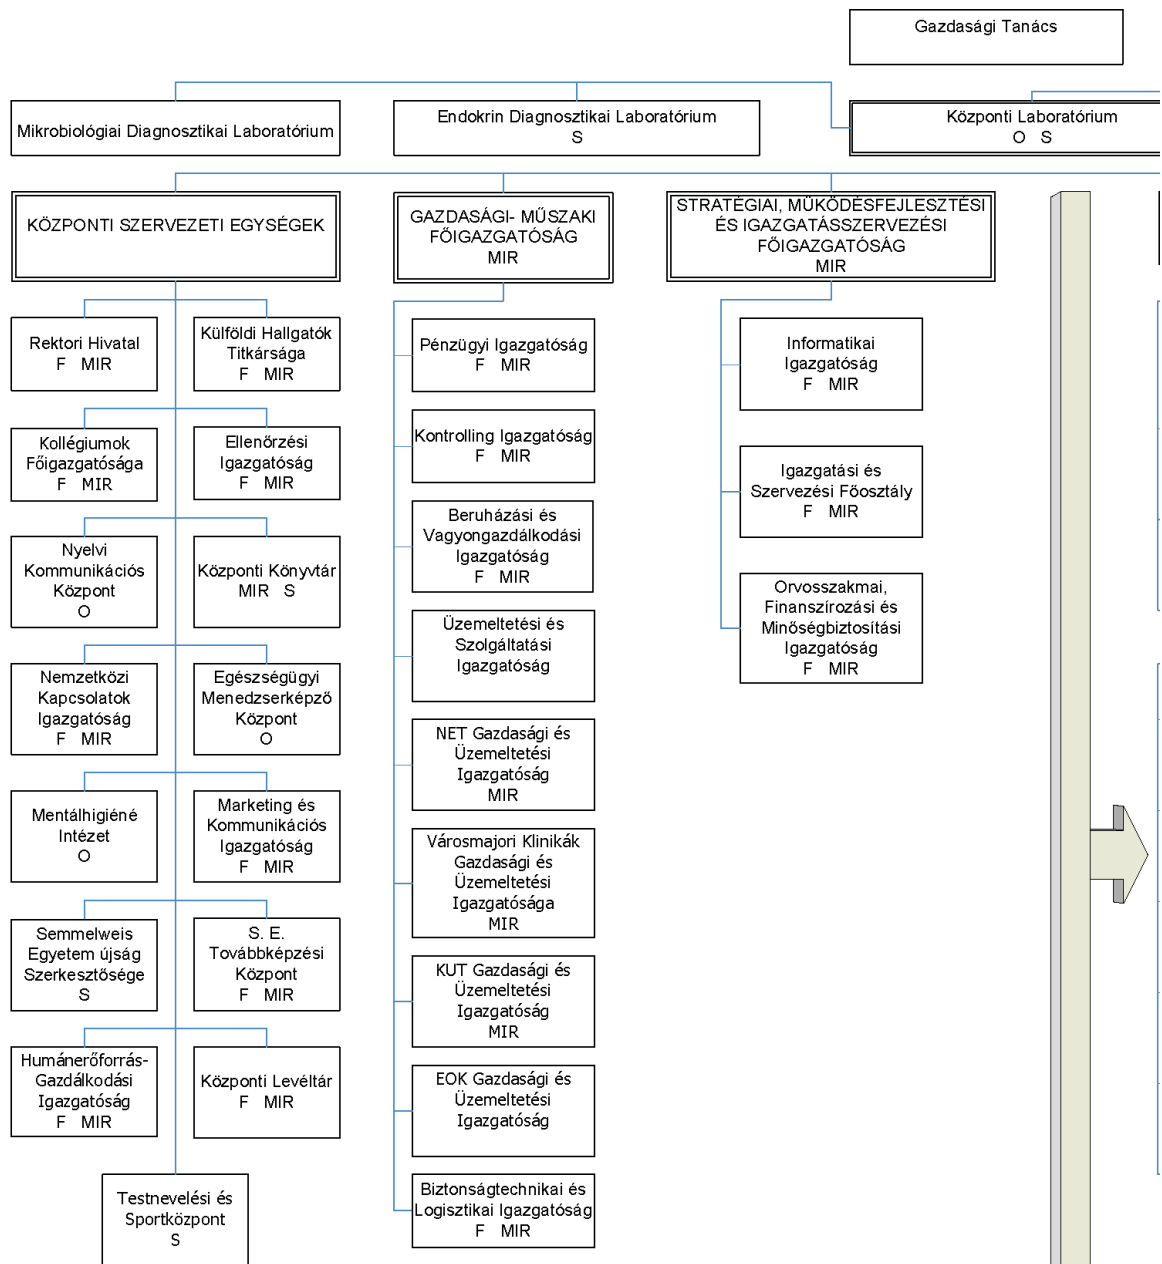 Gazdasági Tanács
Mikrobiológiai Diagnosztikai Laboratórium
Endokrin Diagnosztikai Laboratórium
S
Központi Laboratórium
O S
KÖZPONTI SZERVEZETI EGYSÉGEK
GAZDASÁGI- MŰSZAKI
FŐIGAZGATÓSÁG
MIR
STRATÉGIAI, MŰKÖDÉSFEJLESZTÉSI
ÉS IGAZGATÁSSZERVEZÉSI
FŐIGAZGATÓSÁG
MIR
Rektori Hivatal
F MIR
Külföldi Hallgatók
Titkársága
F MIR
Kollégiumok
Főigazgatósága
F MIR
Ellenőrzési
Igazgatóság
F MIR
Nyelvi
Kommunikációs
Központ
O
Központi Könyvtár
MIR S
Nemzetközi
Kapcsolatok
Igazgatóság
F MIR
Egészségügyi
Menedzserképző
Központ
O
Mentálhigiéné
Intézet
O
Marketing és
Kommunikációs
Igazgatóság
F MIR
Semmelweis
Egyetem újság
Szerkesztősége
S
S. E.
Továbbképzési
Központ
F MIR
Humánerőforrás-
Gazdálkodási
Igazgatóság
F MIR
Központi Levéltár
F MIR
Testnevelési és
Sportközpont
S
Pénzügyi Igazgatóság
F MIR
Kontrolling Igazgatóság
F MIR
Beruházási és
Vagyongazdálkodási
Igazgatóság
F MIR
Üzemeltetési és
Szolgáltatási
Igazgatóság
NET Gazdasági és
Üzemeltetési
Igazgatóság
MIR
Városmajori Klinikák
Gazdasági és
Üzemeltetési
Igazgatósága
MIR
KUT Gazdasági és
Üzemeltetési
Igazgatóság
MIR
EOK Gazdasági és
Üzemeltetési
Igazgatóság
Biztonságtechnikai és
Logisztikai Igazgatóság
F MIR
Informatikai
Igazgatóság
F MIR
Igazgatási és
Szervezési Főosztály
F MIR
Orvosszakmai,
Finanszírozási és
Minőségbiztosítási
Igazgatóság
F MIR